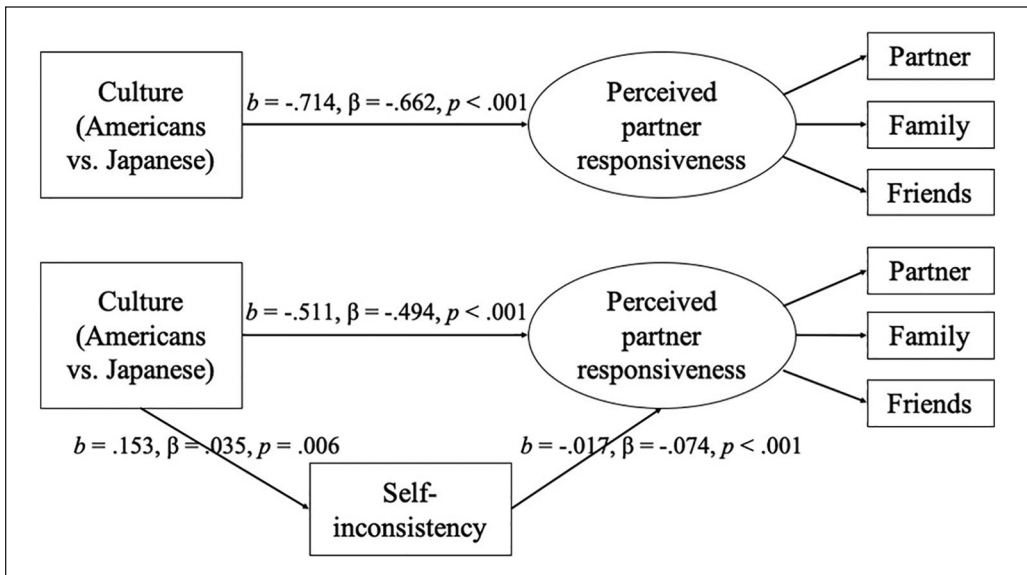 Culture
(Americans
vs. Japanese)
b = -.714, β = -.662, p < .001
Perceived
partner
responsiveness
Partner
Family
Friends
Culture
(Americans
vs. Japanese)
b = -.511, β = -.494, p < .001
Perceived
partner
responsiveness
Partner
Family
Friends
b = .153, β = .035, p = .006
b = -.017, β = -.074, p < .001
Self-
inconsistency